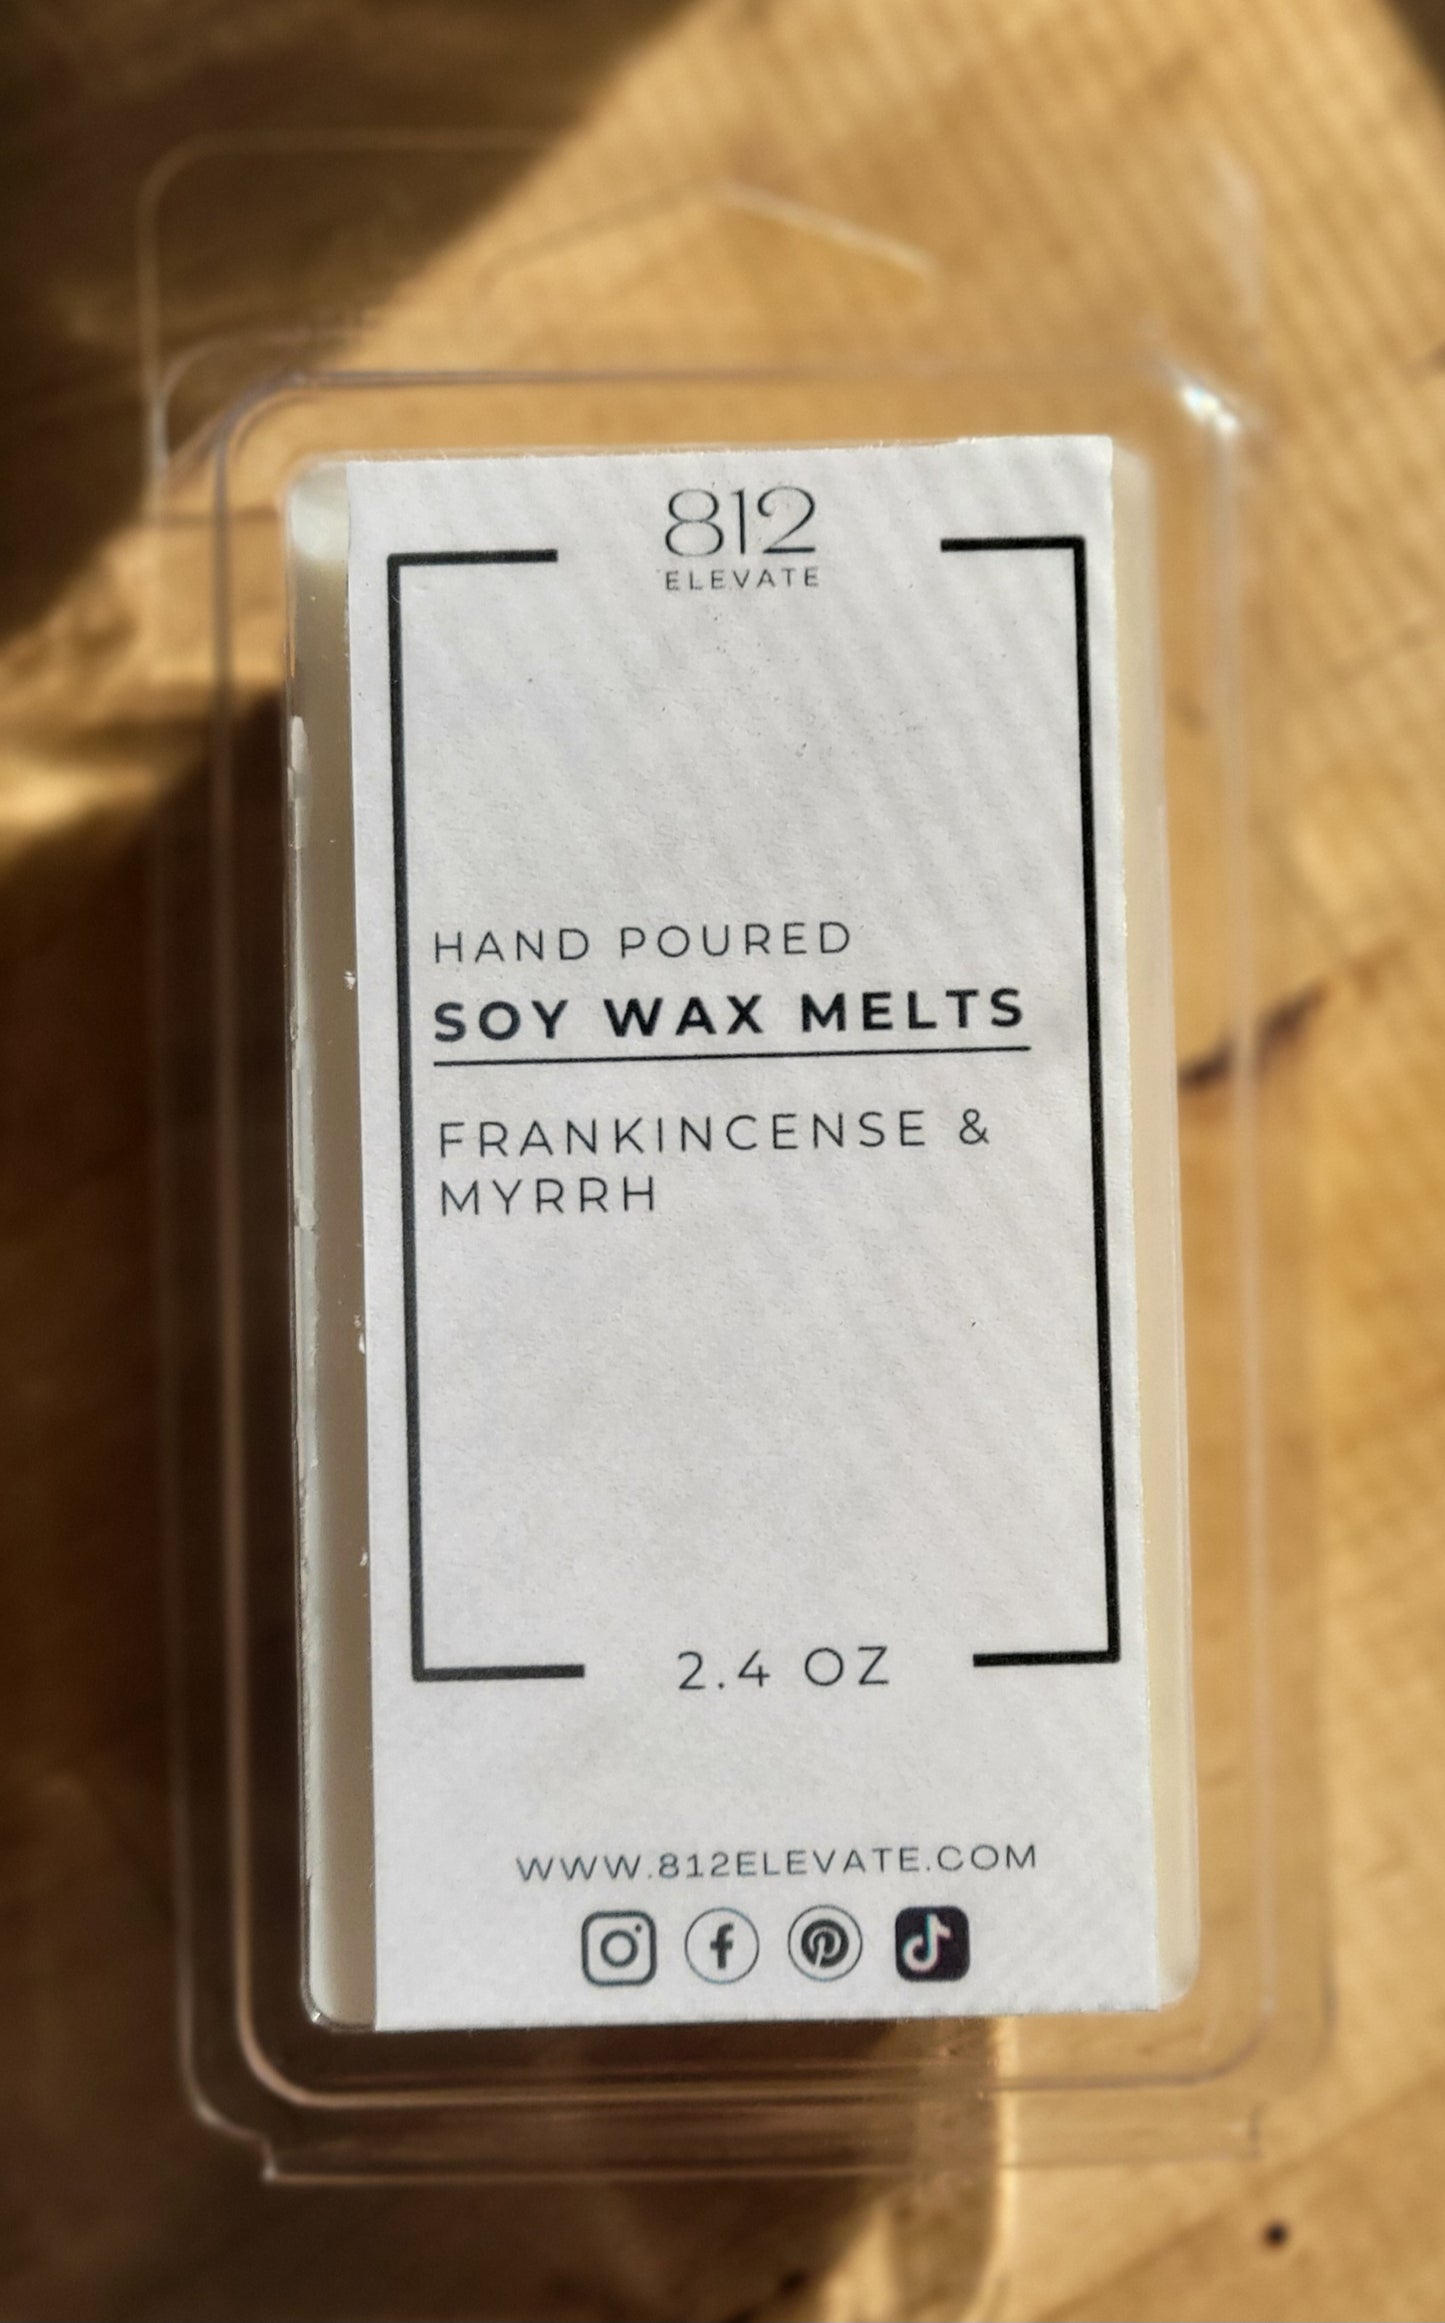 812
ELEVATE
HAND POURED
SOY WAX MELTS
FRANKINCENSE &
MYRRH
2.4 OZ
WWW.812ELEVATE.COM